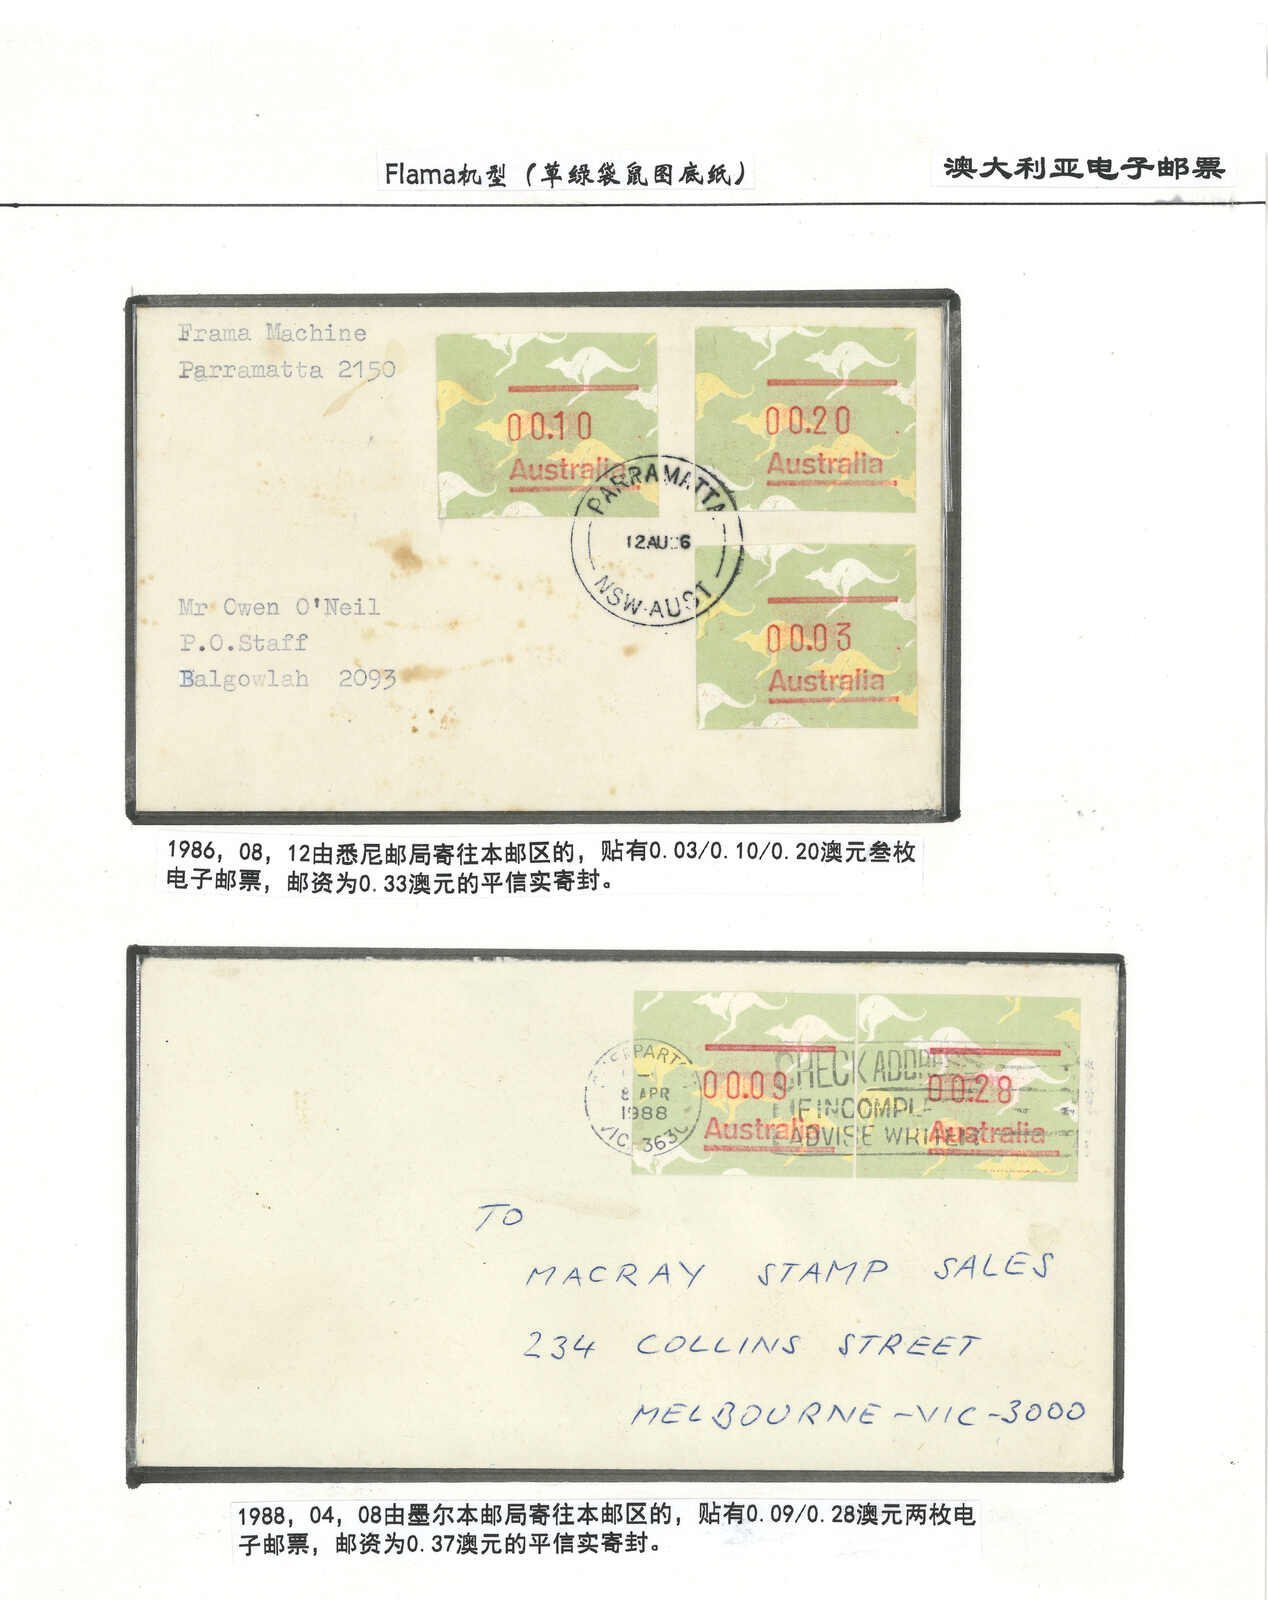 Flama机型（草绿袋鼠图底纸）
澳大利亚电子邮票
Frama Machine
Parramatta 2150
00.10
Australia
00.20
Australia
PARRAMATTA
12AU 6
NSW-AUST
00.03
Australia
Mr Owen O'Neil
P.O.Staff
Balgowlah 2093
1986, 08, 12由悉尼邮局寄往本邮区的, 贴有0.03/0.10/0.20澳元叁枚
电子邮票, 邮资为0.33澳元的平信实寄封。
00.09
Australia
00.28
Australia
8 APR
1988
CHECK ADDR
IF INCOMPL
ADVISE WRITER
TO
MACRAY STAMP SALES
234 COLLINS STREET
MELBOURNE-VIC-3000
1988, 04, 08由墨尔本邮局寄往本邮区的, 贴有0.09/0.28澳元两枚电
子邮票, 邮资为0.37澳元的平信实寄封。